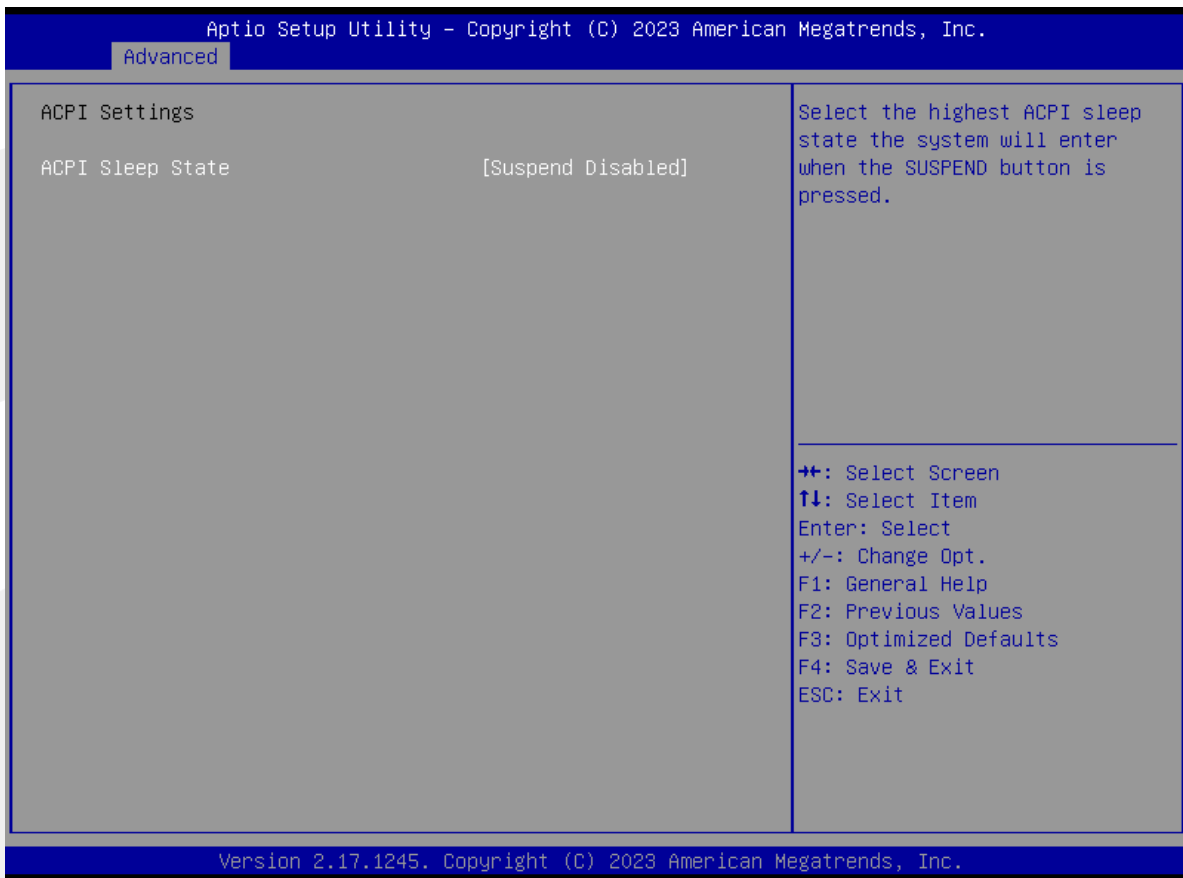 Aptio Setup Utility – Copyright (C) 2023 American Megatrends, Inc.
Advanced
ACPI Settings
ACPI Sleep State [Suspend Disabled]
Select the highest ACPI sleep
state the system will enter
when the SUSPEND button is
pressed.
→←: Select Screen
↑↓: Select Item
Enter: Select
+/-: Change Opt.
F1: General Help
F2: Previous Values
F3: Optimized Defaults
F4: Save & Exit
ESC: Exit
Version 2.17.1245. Copyright (C) 2023 American Megatrends, Inc.